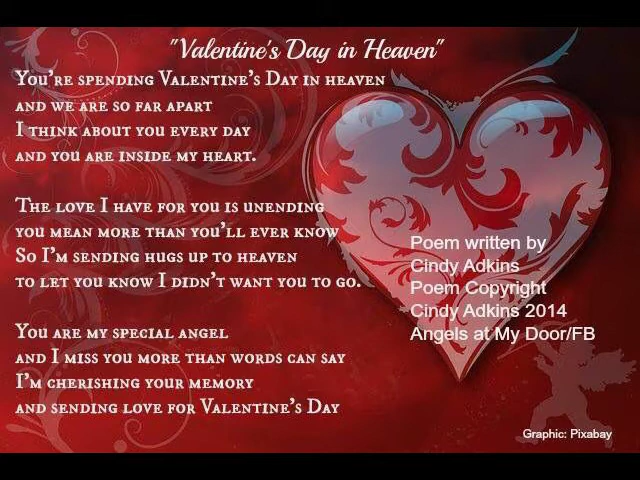 "Valentine's Day in Heaven"
You're spending Valentine's Day in heaven
and we are so far apart
I think about you every day
and you are inside my heart.
The love I have for you is unending
you mean more than you'll ever know
So I'm sending hugs up to heaven
to let you know I didn't want you to go.
You are my special angel
and I miss you more than words can say
I'm cherishing your memory
and sending love for Valentine's Day
Poem written by
Cindy Adkins
Poem Copyright
Cindy Adkins 2014
Angels at My Door/FB
Graphic: Pixabay